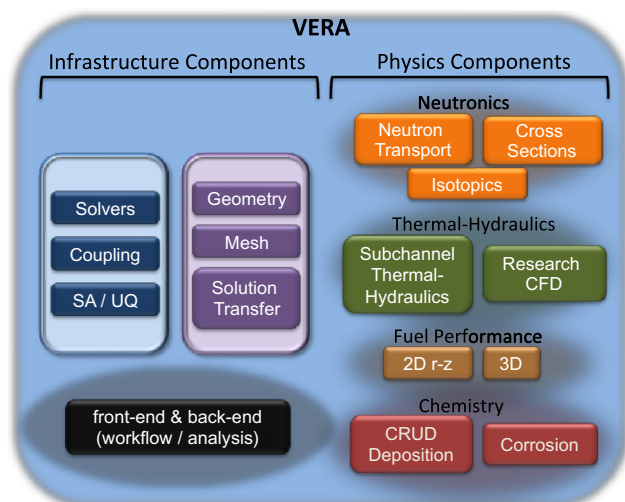 VERA
Infrastructure Components
Solvers
Coupling
SA / UQ
Geometry
Mesh
Solution
Transfer
front-end & back-end
(workflow / analysis)
Physics Components
Neutronics
Neutron
Transport
Cross
Sections
Isotopics
Thermal-Hydraulics
Subchannel
Thermal-
Hydraulics
Research
CFD
Fuel Performance
2D r-z
3D
Chemistry
CRUD
Deposition
Corrosion